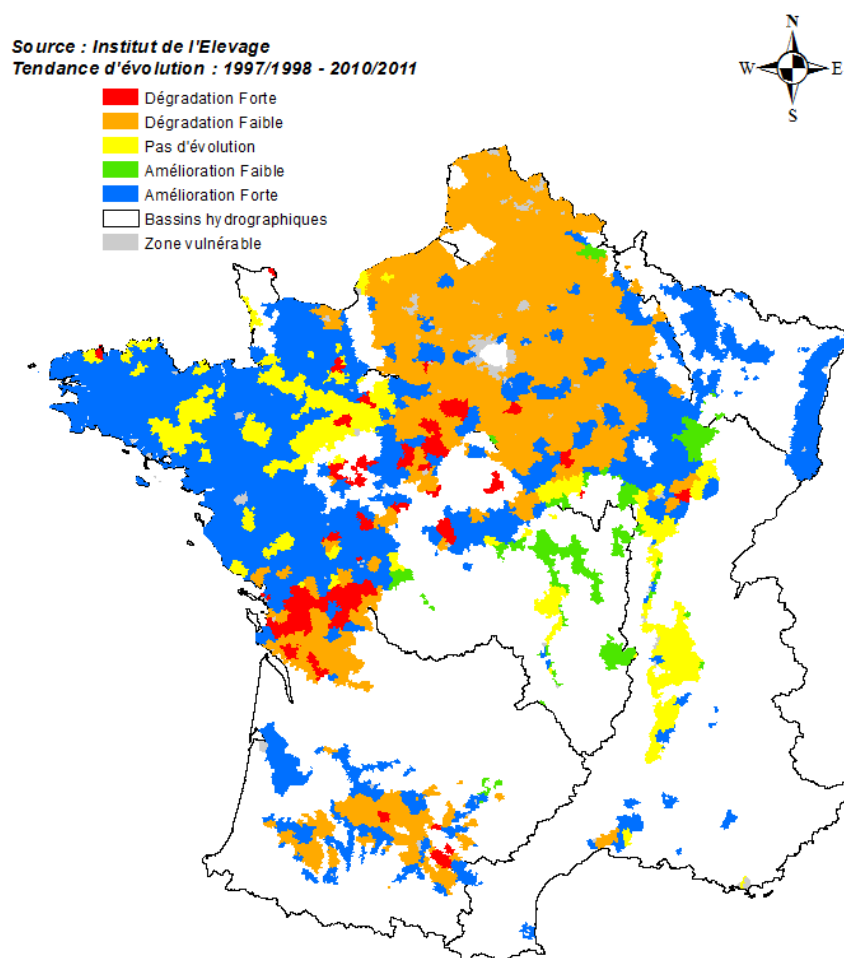 Source : Institut de l'Elevage
Tendance d'évolution : 1997/1998 - 2010/2011
Dégradation Forte
Dégradation Faible
Pas d'évolution
Amélioration Faible
Amélioration Forte
Bassins hydrographiques
Zone vulnérable
N
W
E
S